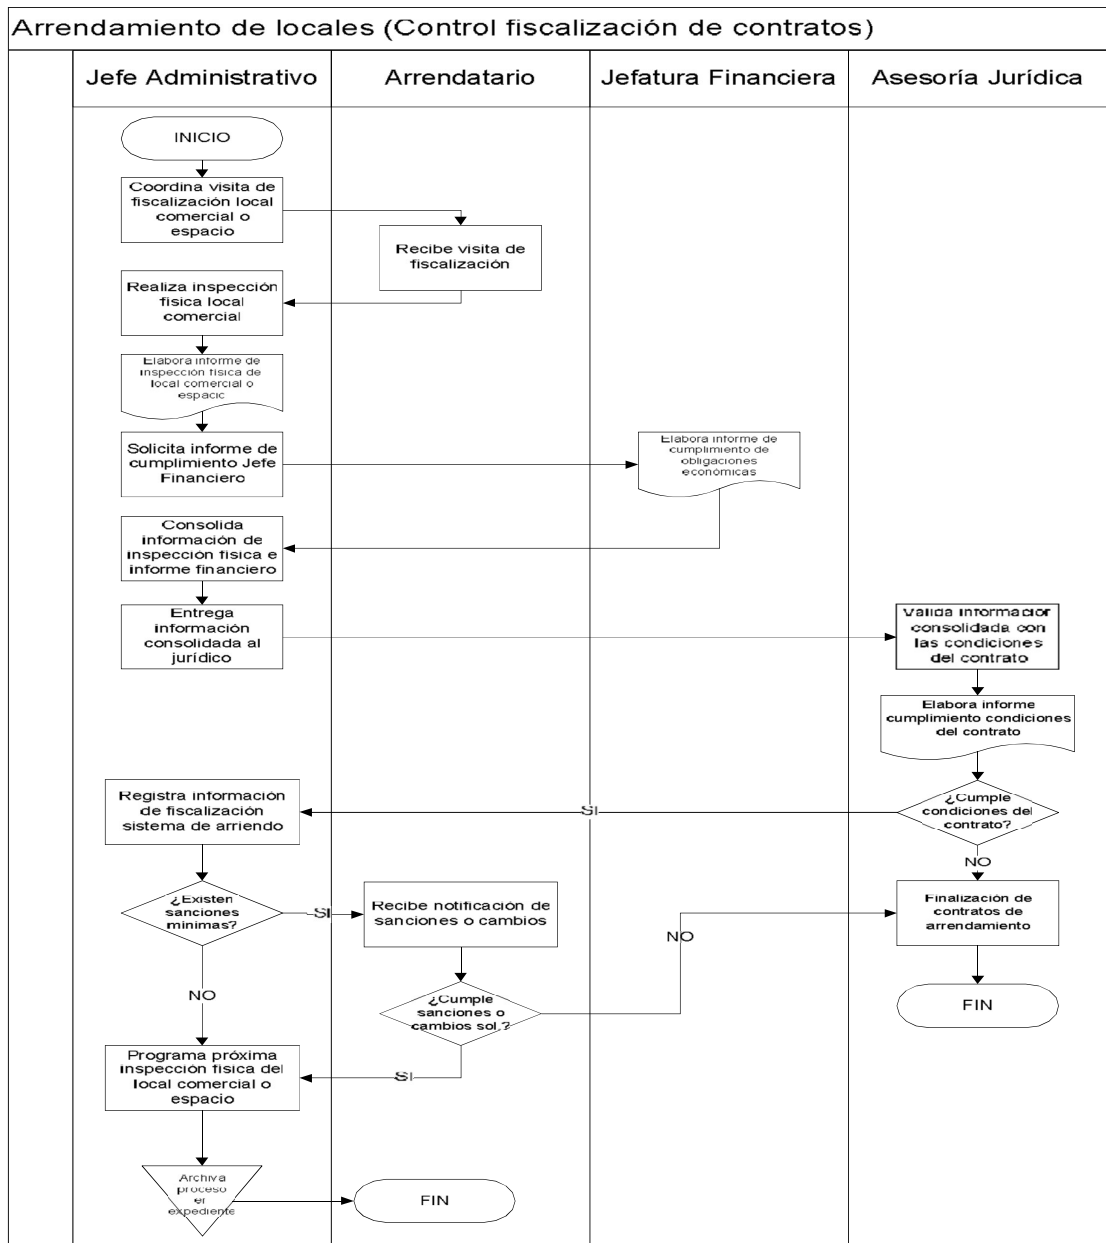 Arrendamiento de locales (Control fiscalización de contratos)
Jefe Administrativo
Arrendatario
Jefatura Financiera
Asesoría Jurídica
INICIO
Coordina visita de
fiscalización local
comercial o
espacio
Recibe visita de
fiscalización
Realiza inspección
física local
comercial
Elabora informe de
inspección física de
local comercial o
espacio
Solicita informe de
cumplimiento Jefe
Financiero
Elabora informe de
cumplimiento de
obligaciones
económicas
Consolida
información de
inspección física e
informe financiero
Entrega
información
consolidada al
jurídico
Valida información
consolidada con
las condiciones
del contrato
Elabora informe
cumplimiento condiciones
del contrato
¿Cumple
condiciones del
contrato?
SI
Registra información
de fiscalización
sistema de arriendo
NO
¿Existen
sanciones
mínimas?
SI
Recibe notificación de
sanciones o cambios
NO
Finalización de
contratos de
arrendamiento
NO
¿Cumple
sanciones o
cambios sol.?
FIN
Programa próxima
inspección física del
local comercial o
espacio
SI
Archiva
proceso
en
expediente
FIN